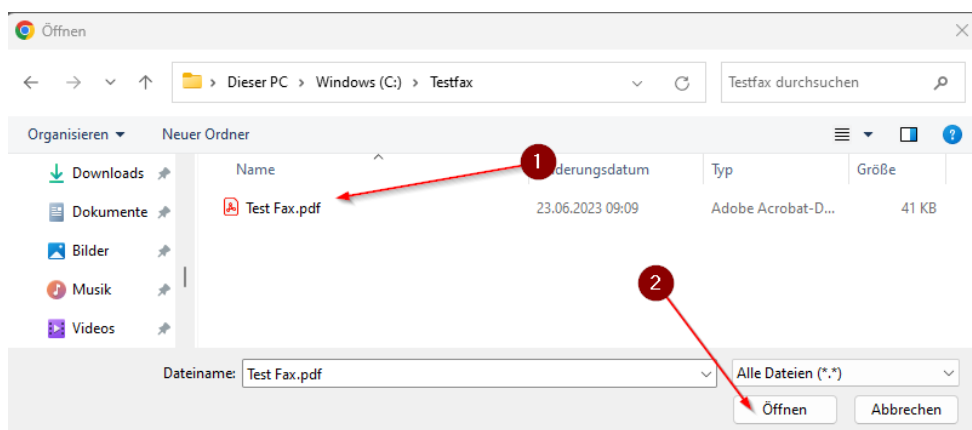 Öffnen
Dieser PC > Windows (C:) > Testfax
Testfax durchsuchen
Organisieren
Neuer Ordner
Name
Typ
Größe
Downloads
Test Fax.pdf
23.06.2023 09:09
Adobe Acrobat-D...
41 KB
Dokumente
Bilder
Musik
Videos
1
2
Dateiname:
Test Fax.pdf
Alle Dateien (*.*)
Öffnen
Abbrechen